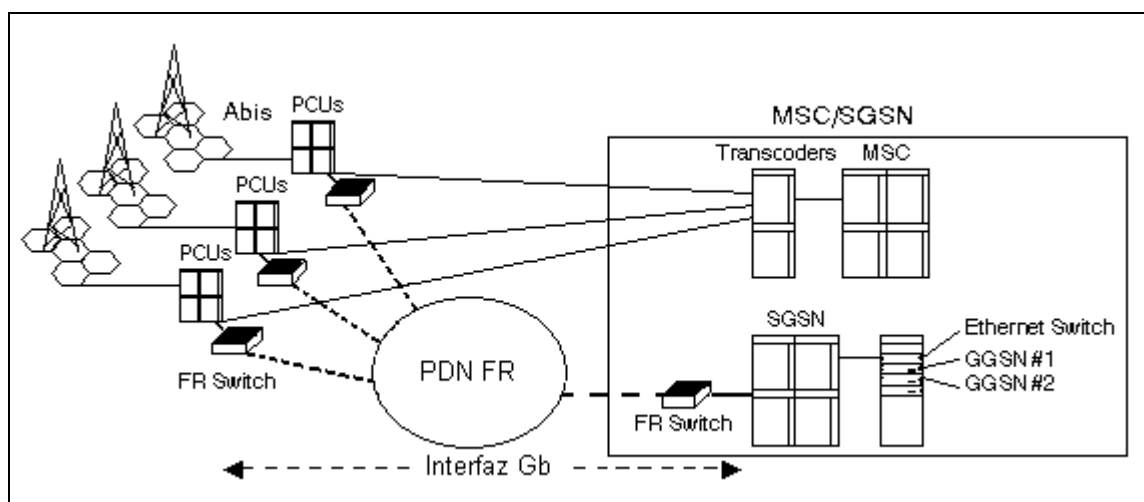 Abis
PCUs
PCUs
PCUs
FR Switch
PDN FR
Interfaz Gb
MSC/SGSN
Transcoders
MSC
SGSN
Ethernet Switch
GGSN #1
GGSN #2
FR Switch